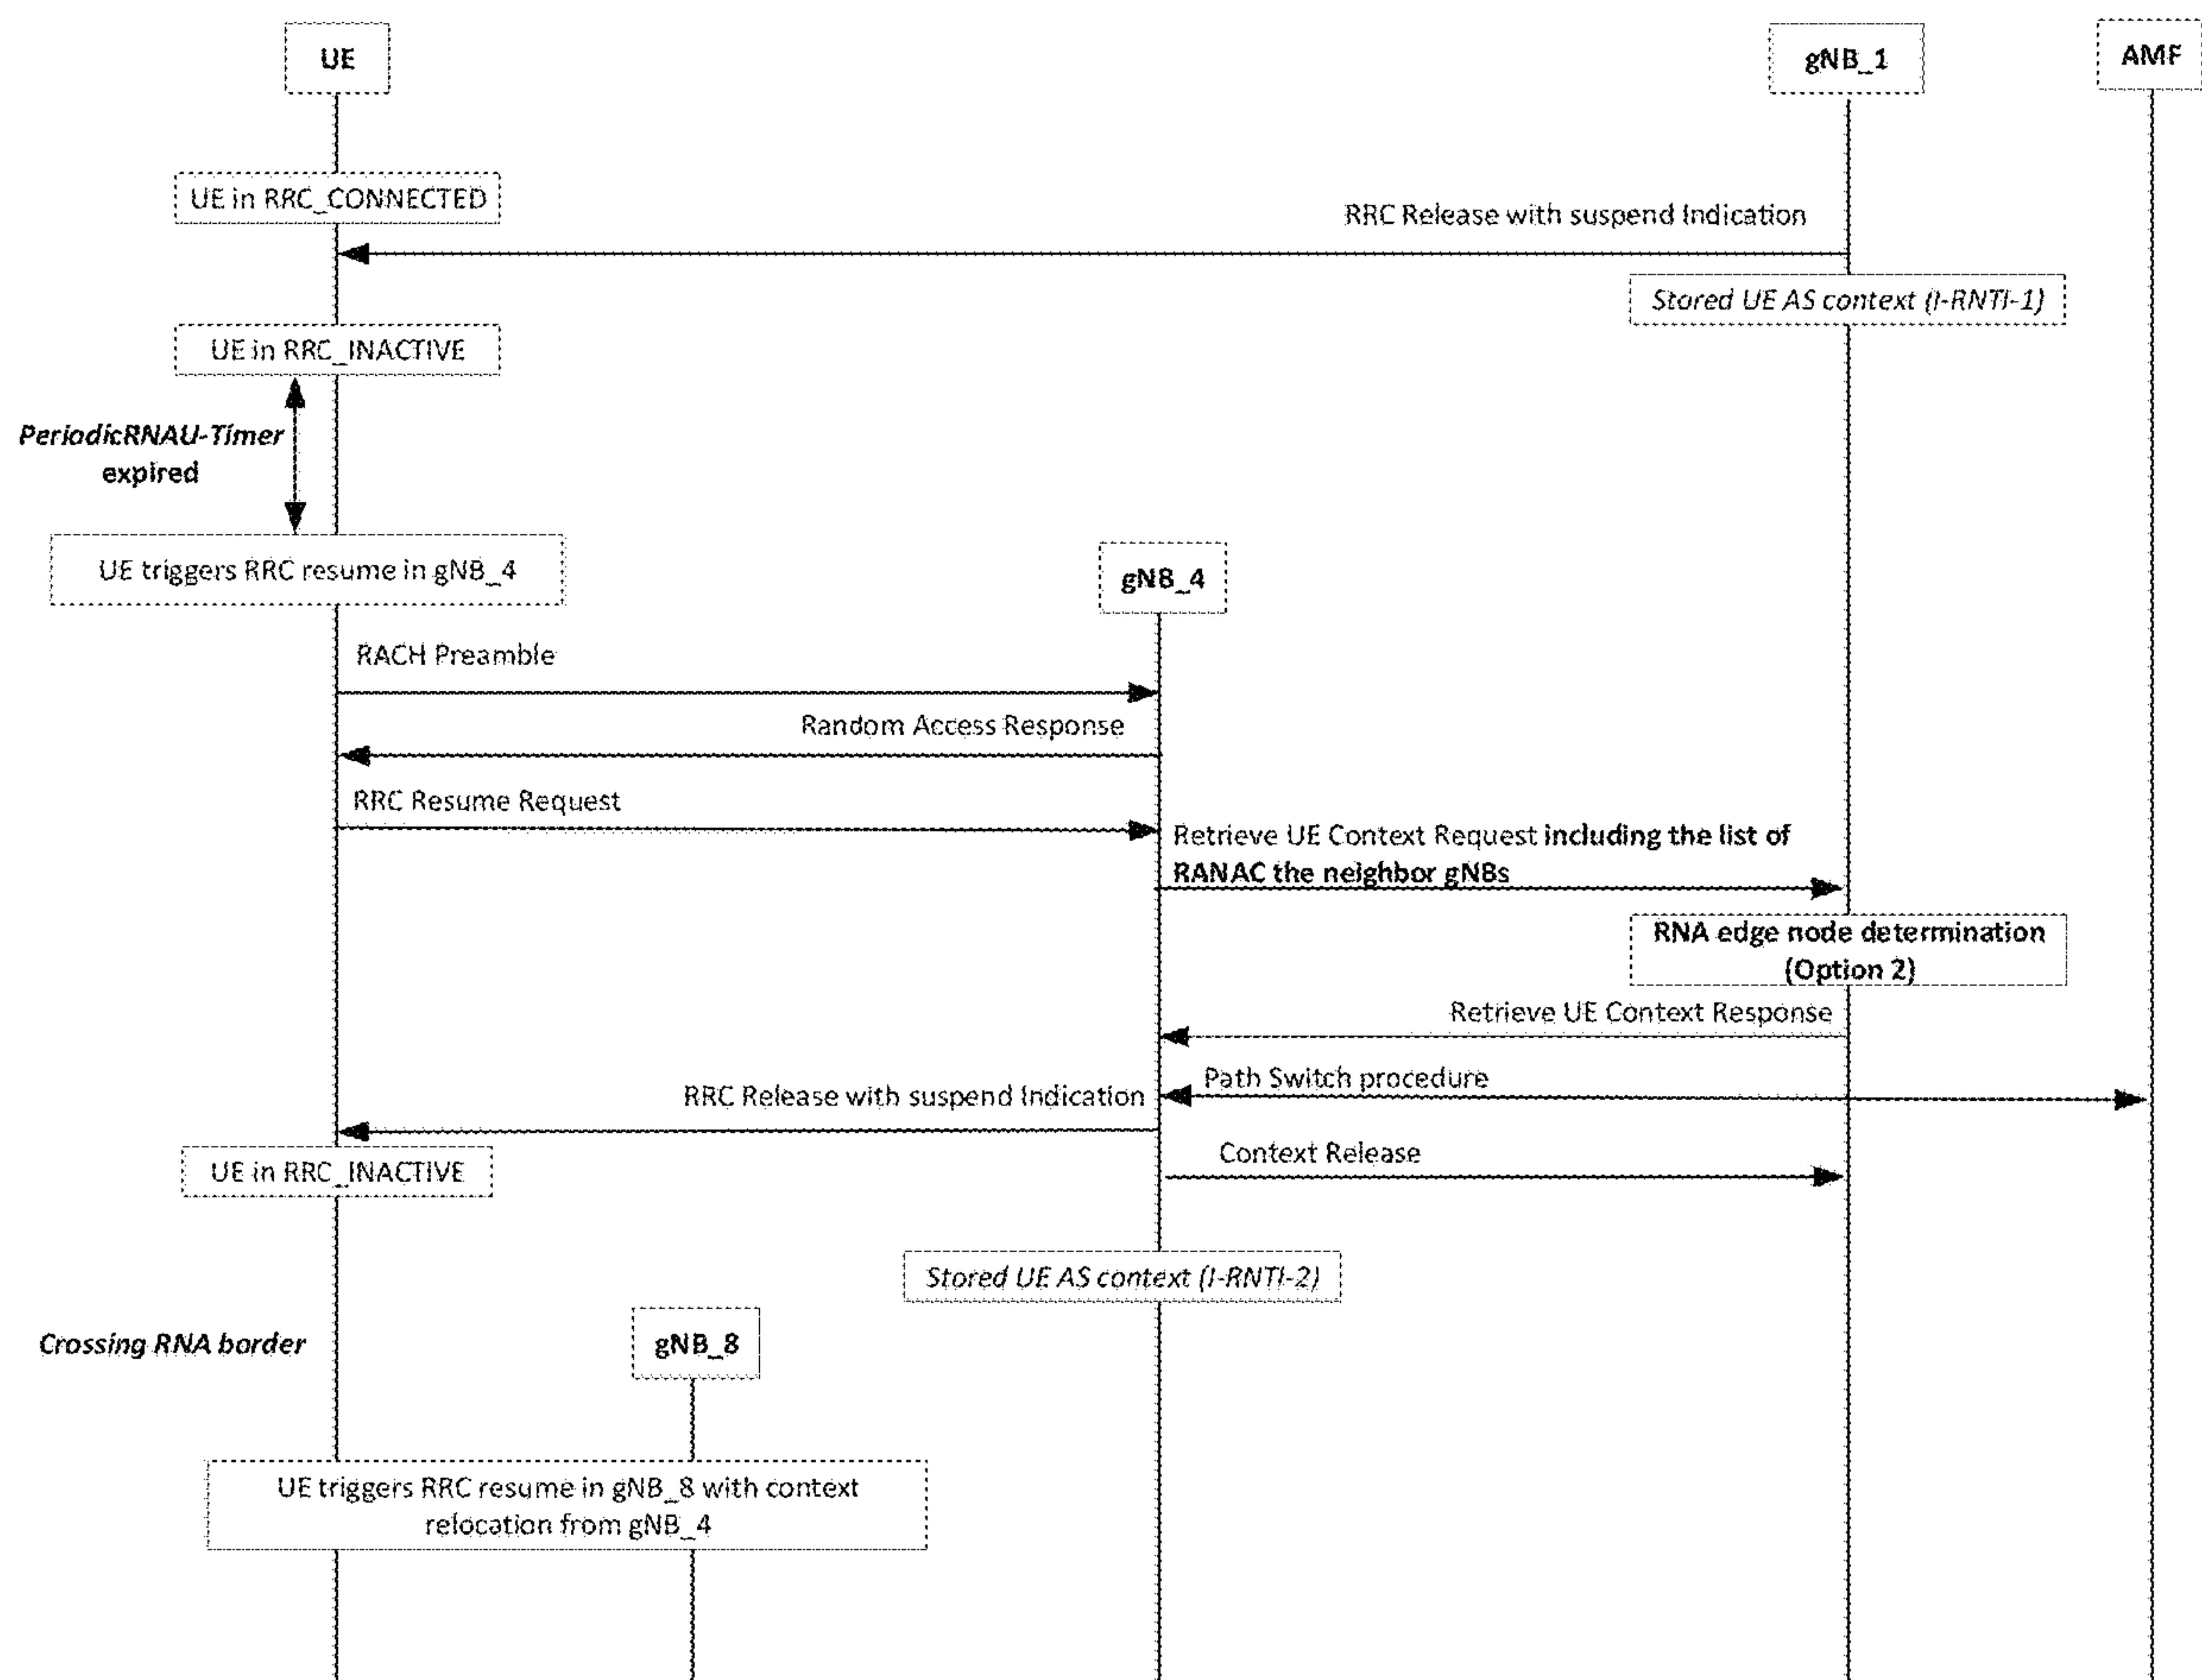 UE
gNB_1
AMF
UE in RRC_CONNECTED
RRC Release with suspend Indication
Stored UE AS context (I-RNTI-1)
UE in RRC_INACTIVE
PeriodicRNAU-Timer
expired
UE triggers RRC resume in gNB_4
gNB_4
RACH Preamble
Random Access Response
RRC Resume Request
Retrieve UE Context Request including the list of
RANAC the neighbor gNBs
RNA edge node determination
(Option 2)
Retrieve UE Context Response
Path Switch procedure
RRC Release with suspend Indication
Context Release
UE in RRC_INACTIVE
Stored UE AS context (I-RNTI-2)
Crossing RNA border
gNB_8
UE triggers RRC resume in gNB_8 with context
relocation from gNB_4